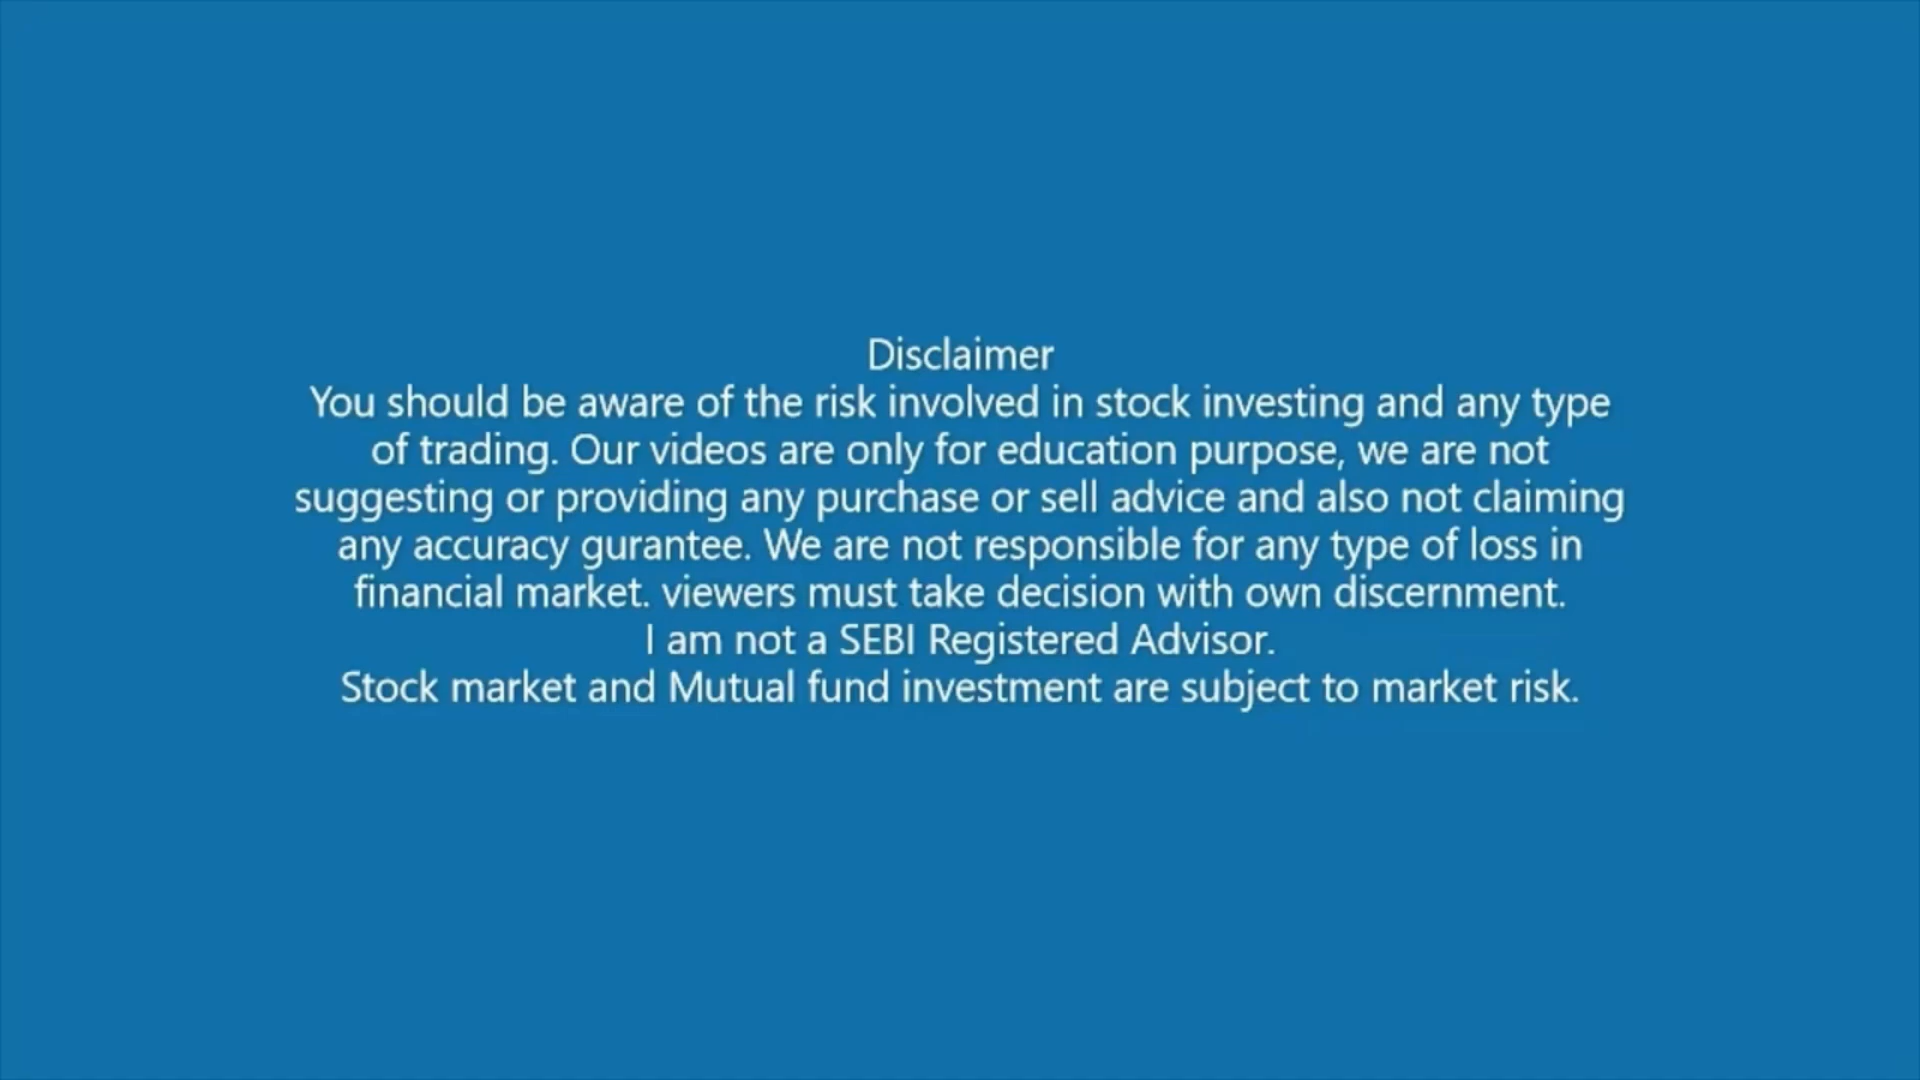 Disclaimer
You should be aware of the risk involved in stock investing and any type
of trading. Our videos are only for education purpose, we are not
suggesting or providing any purchase or sell advice and also not claiming
any accuracy gurantee. We are not responsible for any type of loss in
financial market. viewers must take decision with own discernment.
I am not a SEBI Registered Advisor.
Stock market and Mutual fund investment are subject to market risk.